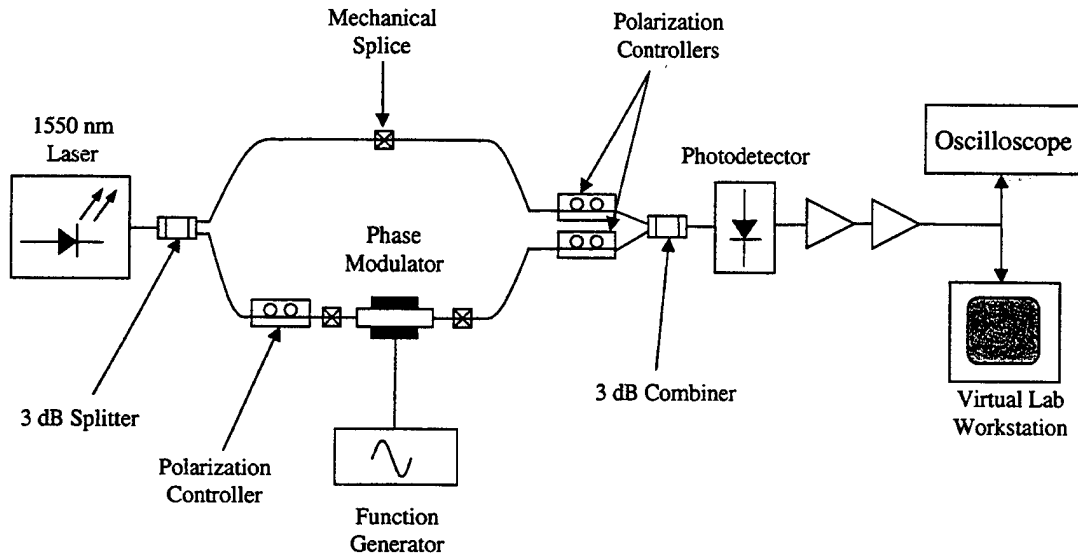 Mechanical
Splice
Polarization
Controllers
1550 nm
Laser
Photodetector
Oscilloscope
Phase
Modulator
3 dB Splitter
3 dB Combiner
Virtual Lab
Workstation
Polarization
Controller
Function
Generator